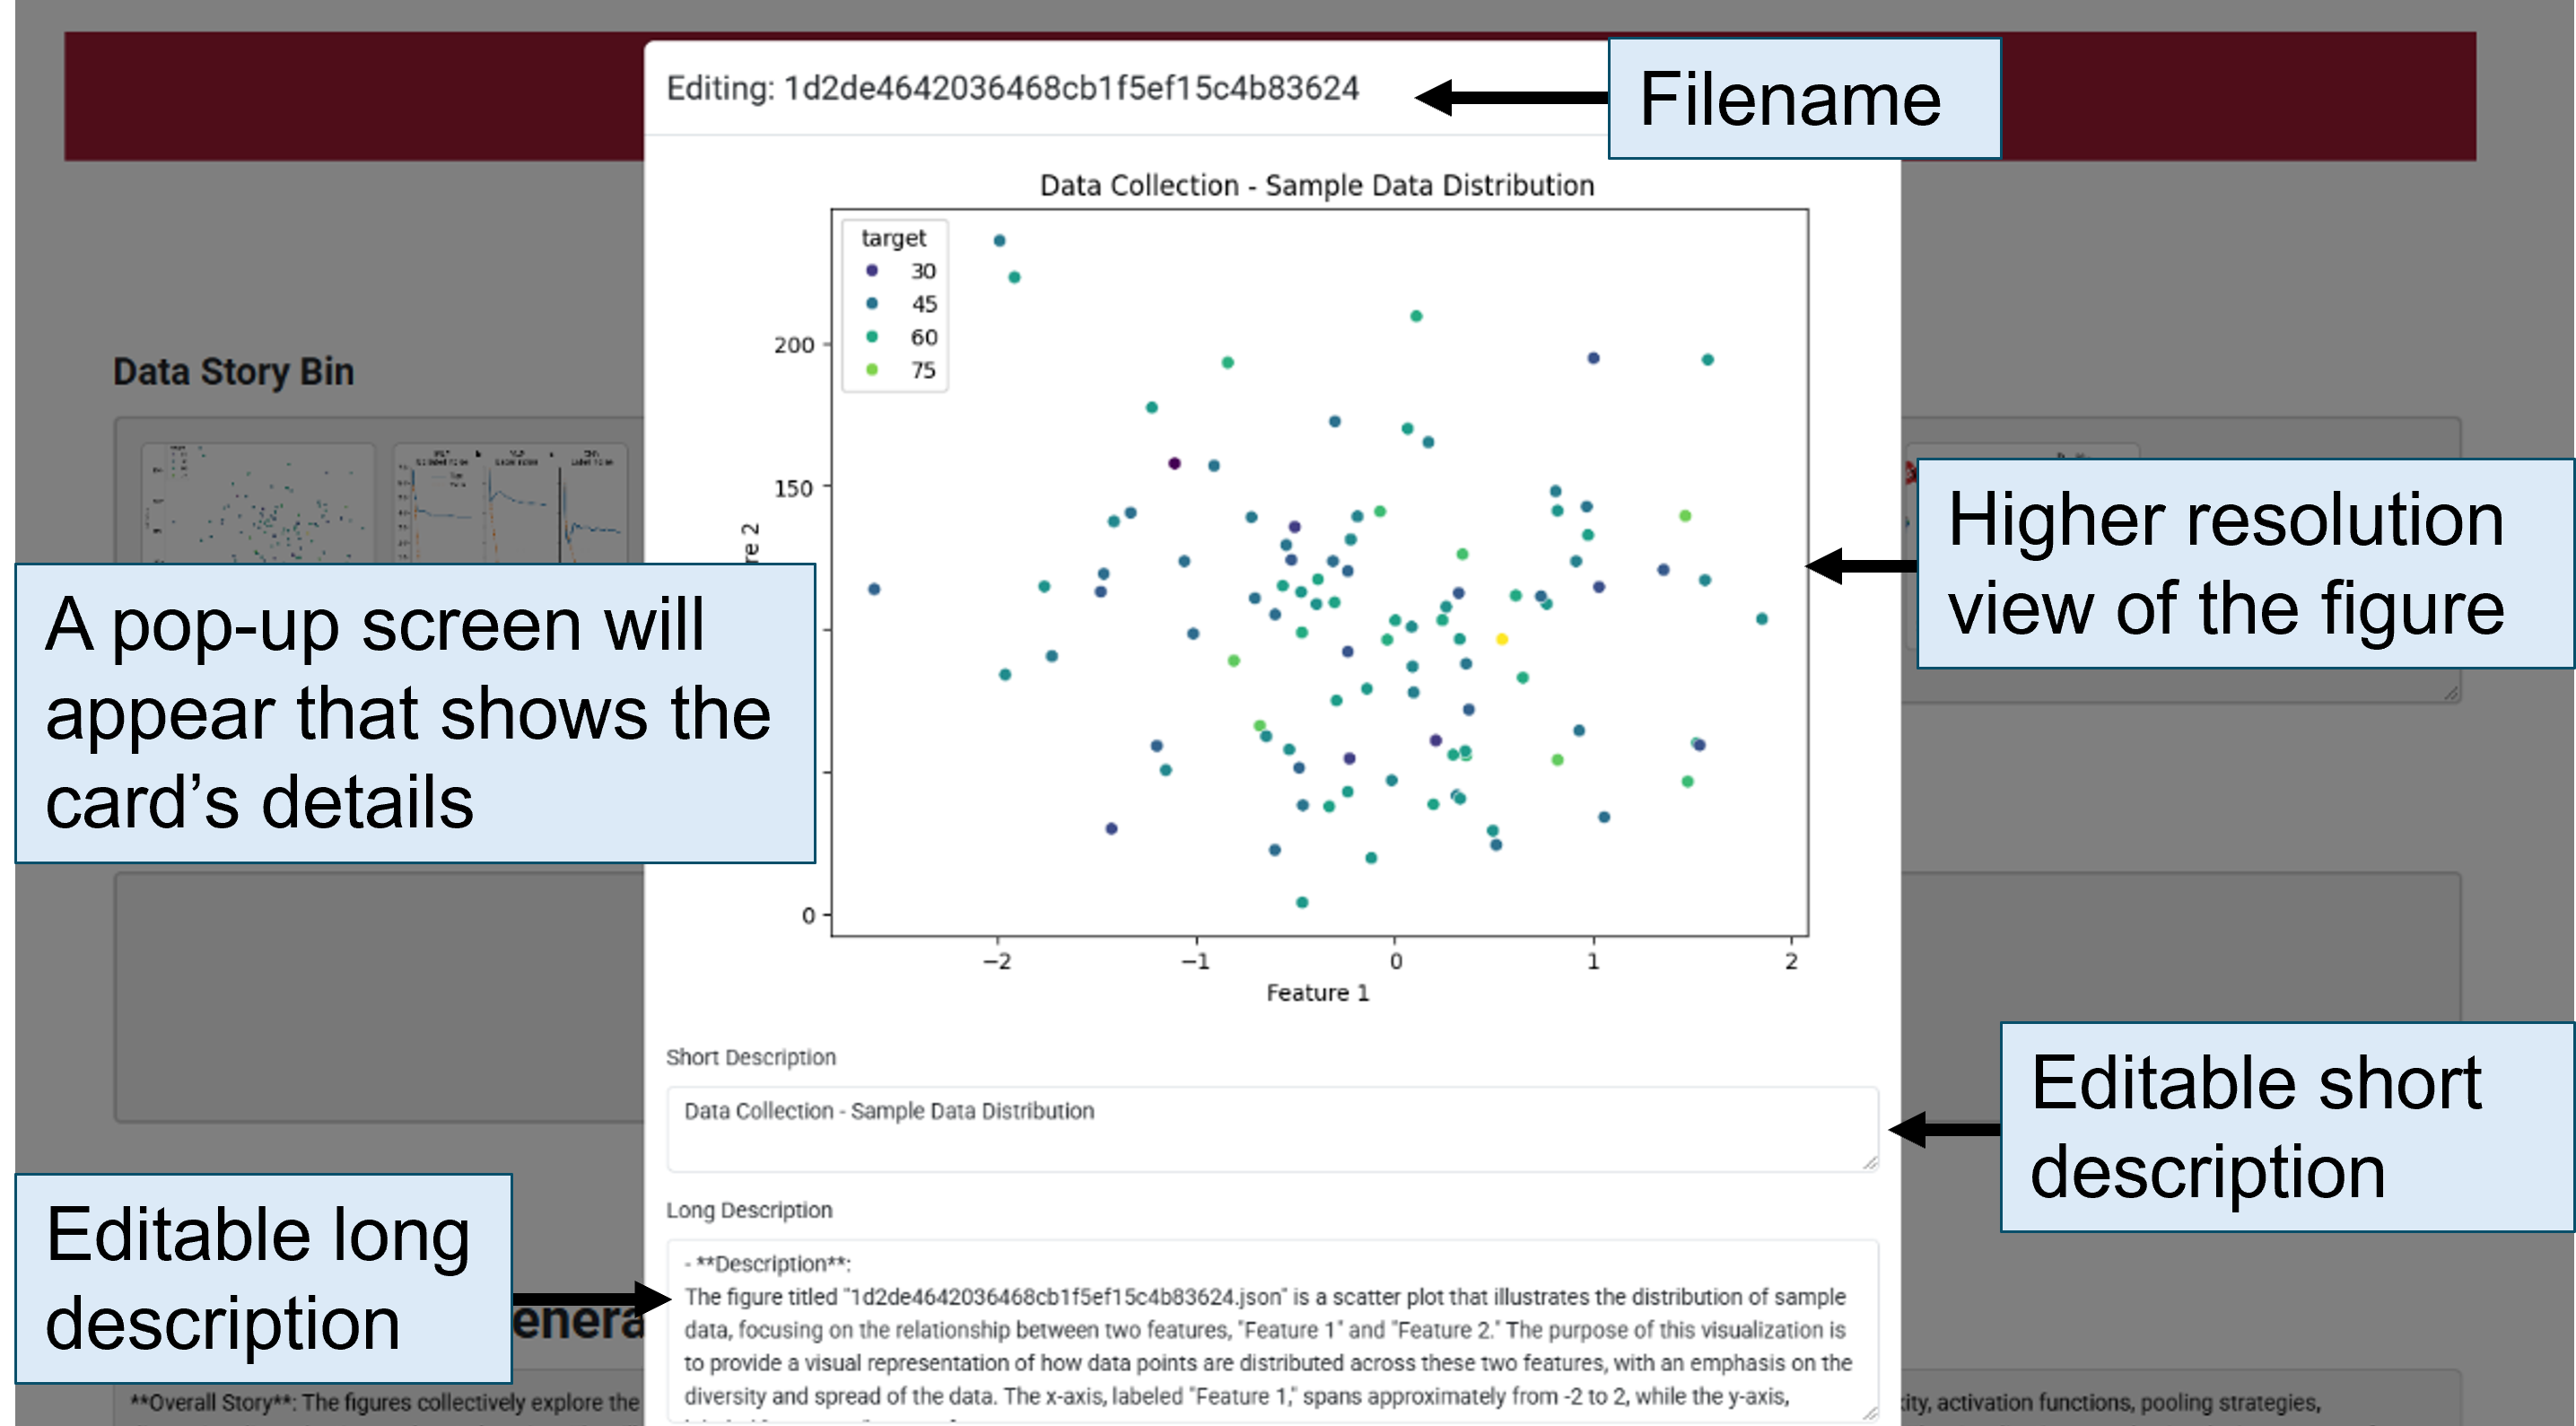 Editing: 1d2de4642036468cb1f5ef15c4b83624
Filename
Data Collection - Sample Data Distribution
target
30
45
60
75
200
150
0
re 2
−2
−1
0
1
2
Feature 1
Data Story Bin
Higher resolution
view of the figure
A pop-up screen will
appear that shows the
card’s details
Short Description
Data Collection - Sample Data Distribution
Editable short
description
Long Description
Editable long
description
- **Description**:
The figure titled "1d2de4642036468cb1f5ef15c4b83624.json" is a scatter plot that illustrates the distribution of sample
data, focusing on the relationship between two features, "Feature 1" and "Feature 2." The purpose of this visualization is
to provide a visual representation of how data points are distributed across these two features, with an emphasis on the
diversity and spread of the data. The x-axis, labeled "Feature 1," spans approximately from -2 to 2, while the y-axis,
enera
**Overall Story**: The figures collectively explore the
ity, activation functions, pooling strategies,